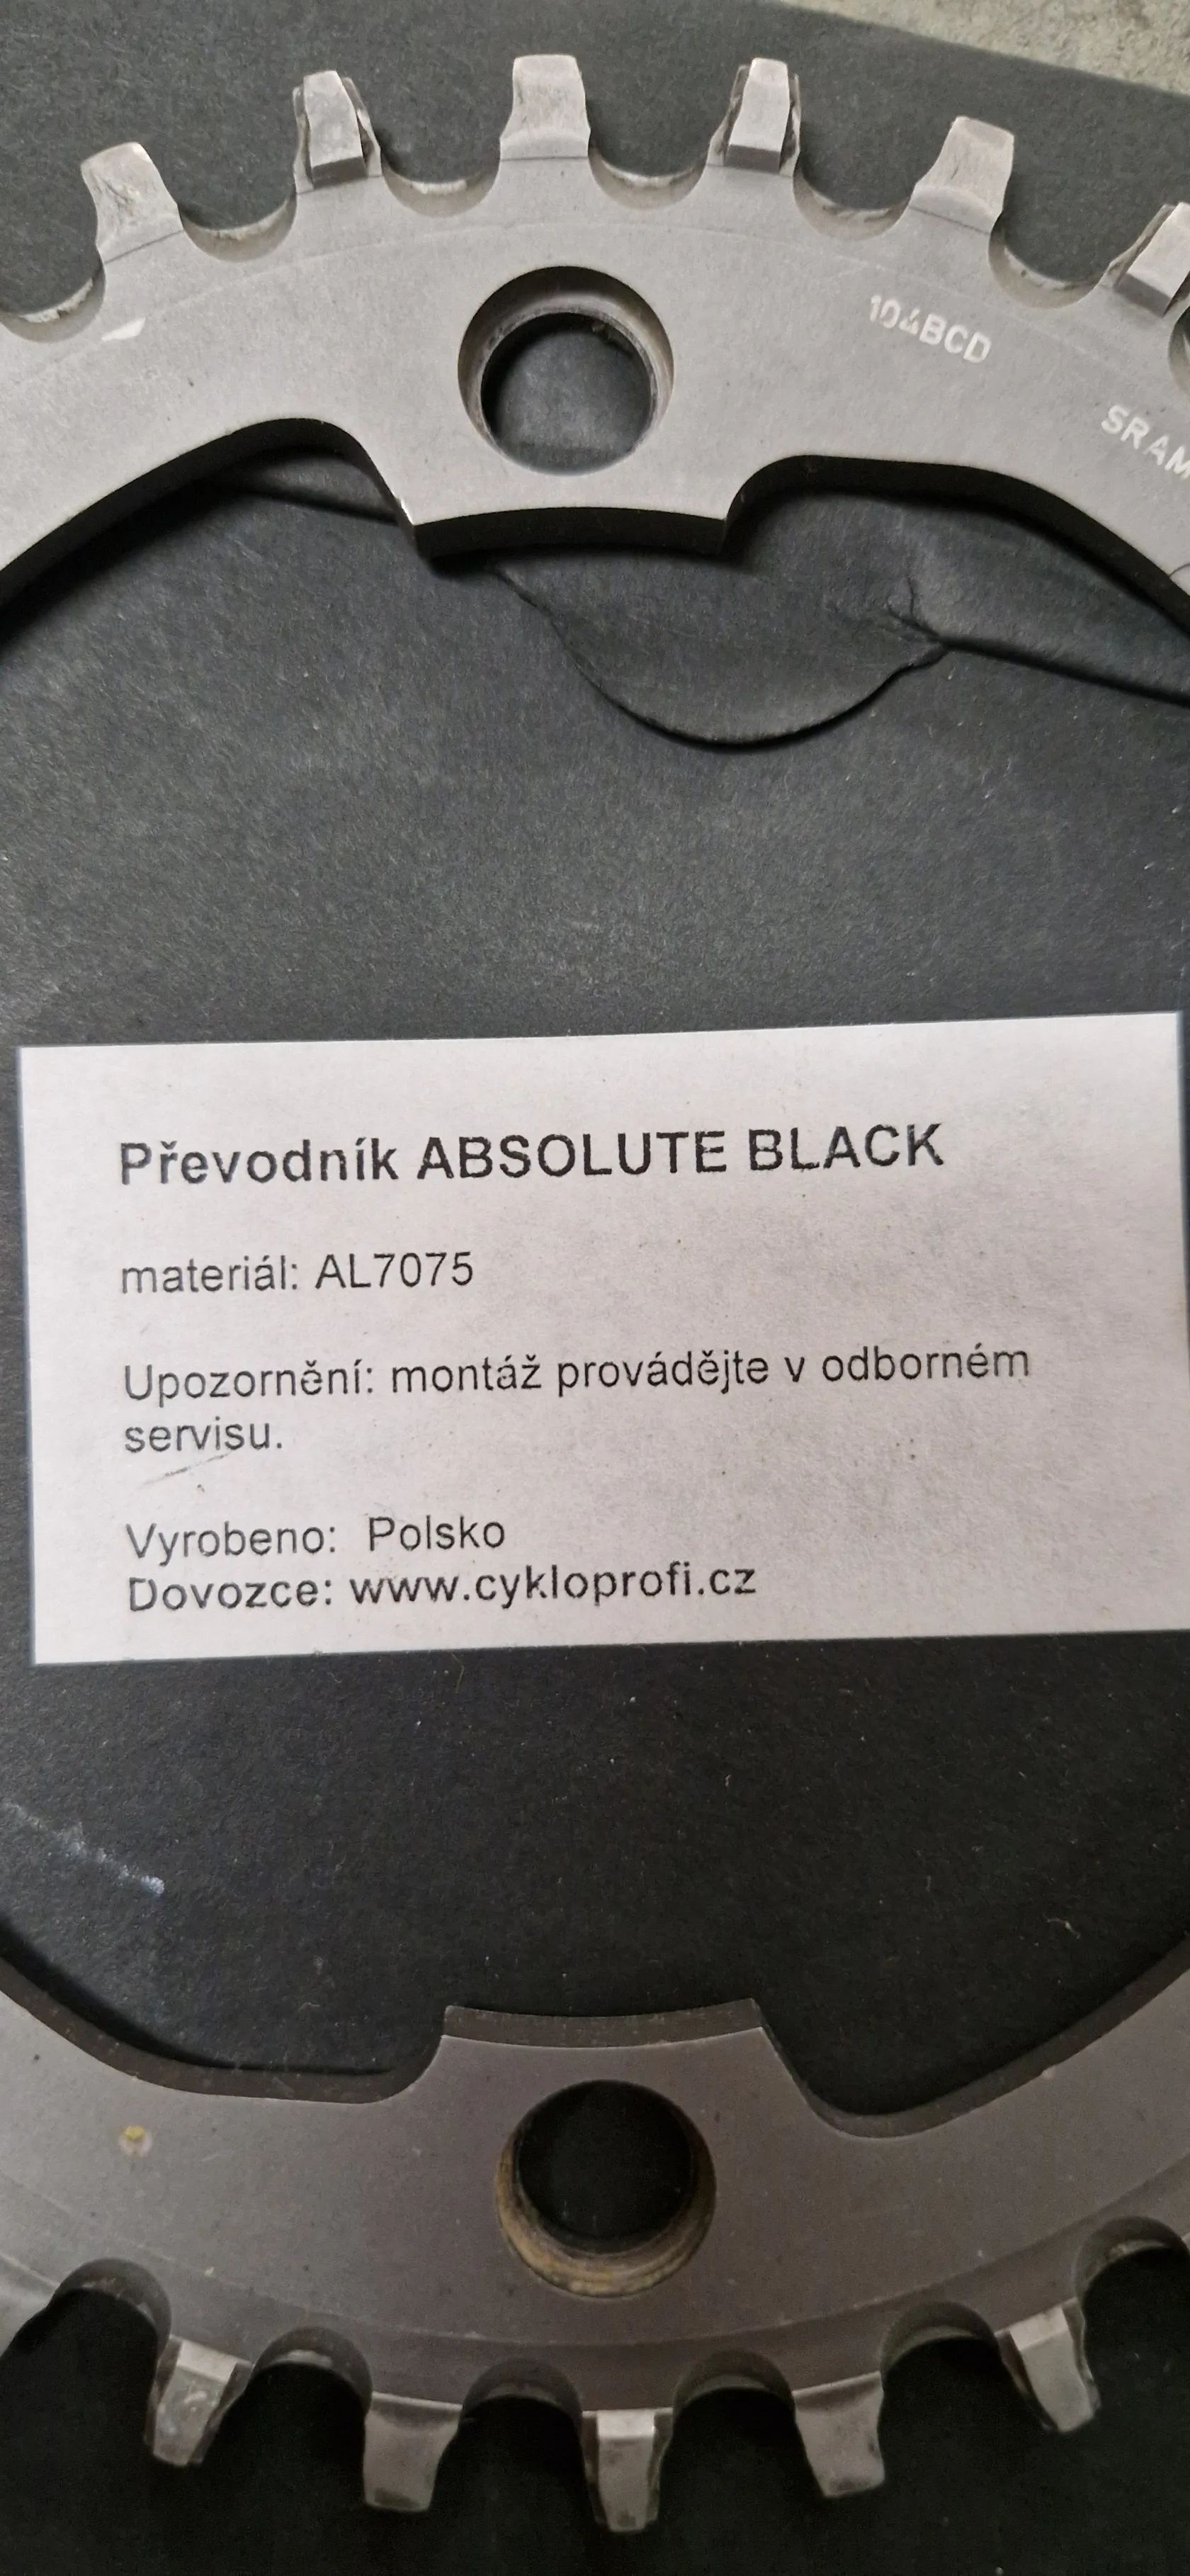 104BCD
SRAM
Převodník ABSOLUTE BLACK
materiál: AL7075
Upozornění: montáž provádějte v odborném
servisu.
Vyrobeno: Polsko
Dovozce: www.cykloprofi.cz